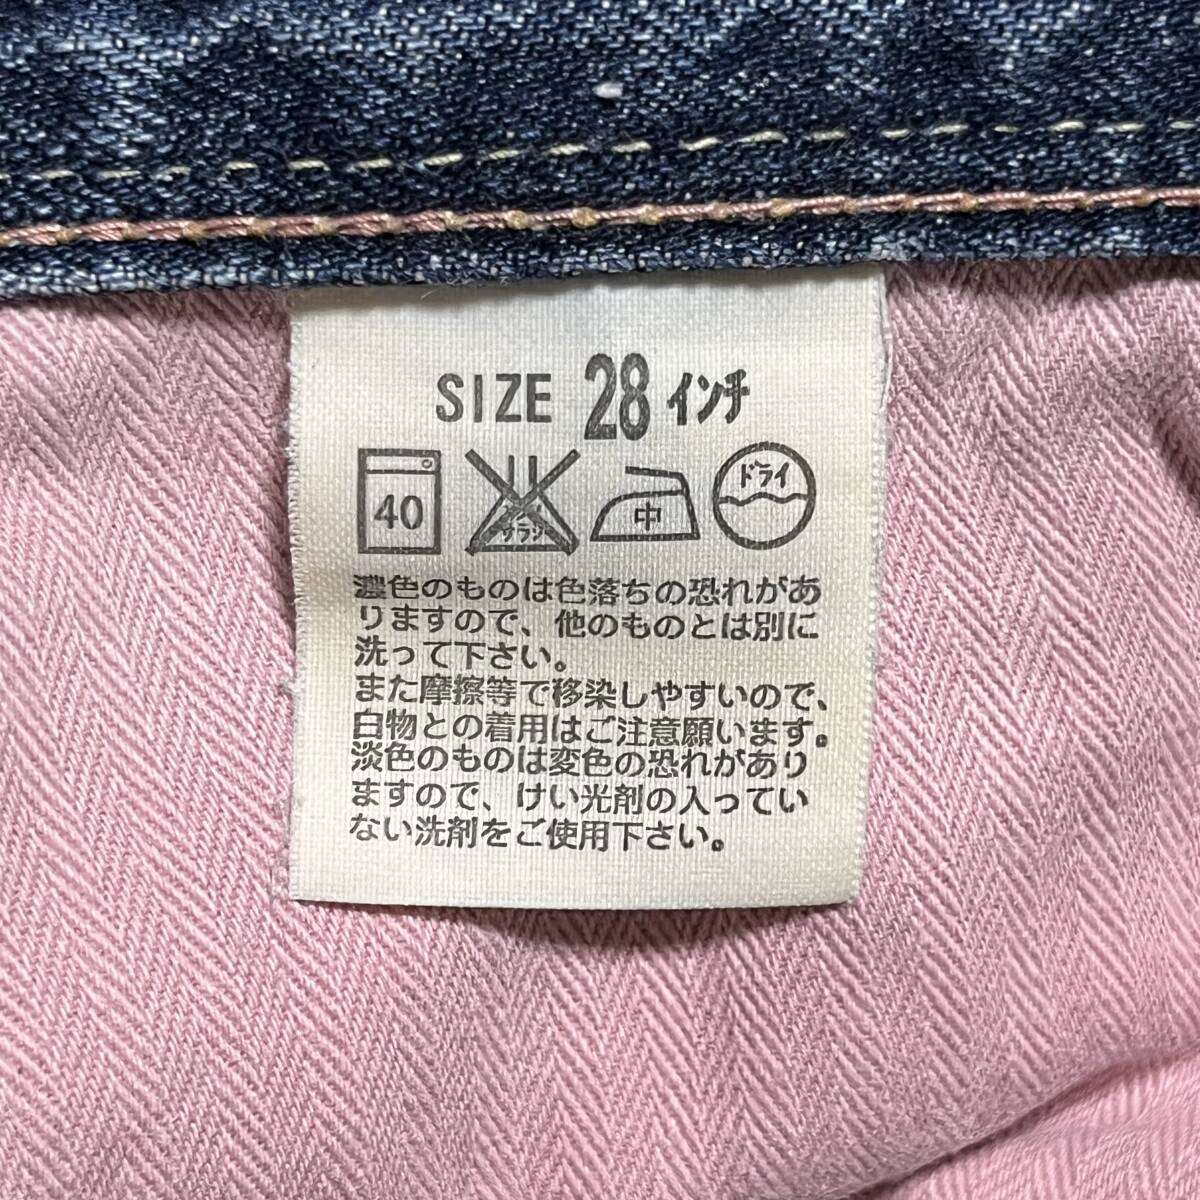 SIZE 28インチ
40 サラシ 中 ドライ
濃色のものは色落ちの恐れがあ
りますので、他のものとは別に
洗って下さい。
また摩擦等で移染しやすいので、
白物との着用はご注意願います。
淡色のものは変色の恐れがあり
ますので、けい光剤の入ってい
ない洗剤をご使用下さい。